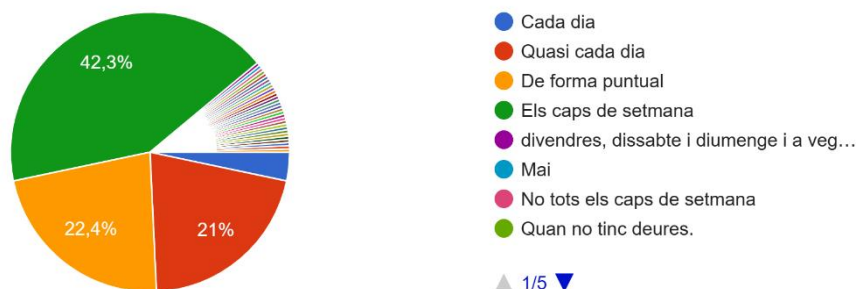 42,3%
22,4%
21%
Cada dia
Quasi cada dia
De forma puntual
Els caps de setmana
divendres, dissabte i diumenge i a veg…
Mai
No tots els caps de setmana
Quan no tinc deures.
1/5